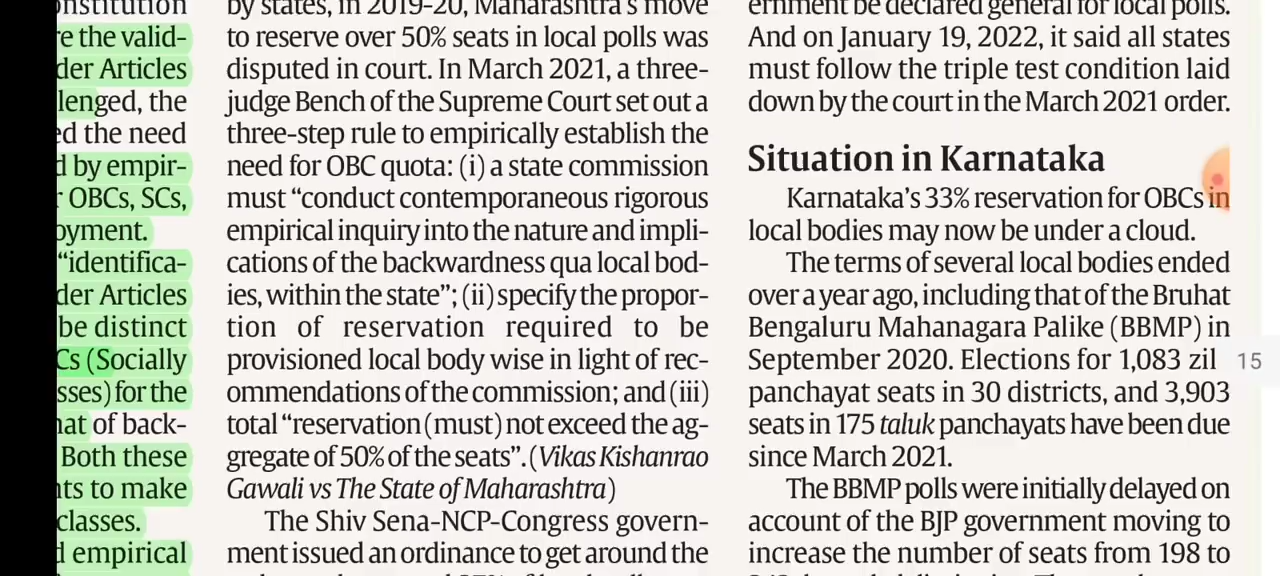 onstitution
re the valid-
der Articles
lenged, the
ed the need
d by empir-
r OBCs, SCs,
oyment.
“identifica-
der Articles
be distinct
Cs (Socially
sses) for the
hat of back-
Both these
nts to make
classes.
d empirical
by states, in 2019-20, Maharashtra’s move
to reserve over 50% seats in local polls was
disputed in court. In March 2021, a three-
judge Bench of the Supreme Court set out a
three-step rule to empirically establish the
need for OBC quota: (i) a state commission
must “conduct contemporaneous rigorous
empirical inquiry into the nature and impli-
cations of the backwardness qua local bod-
ies, within the state”; (ii) specify the propor-
tion of reservation required to be
provisioned local body wise in light of rec-
ommendations of the commission; and (iii)
total “reservation (must) not exceed the ag-
gregate of 50% of the seats”. (Vikas Kishanrao
Gawali vs The State of Maharashtra)
The Shiv Sena-NCP-Congress govern-
ment issued an ordinance to get around the
ernment be declared general for local polls.
And on January 19, 2022, it said all states
must follow the triple test condition laid
down by the court in the March 2021 order.
Situation in Karnataka
Karnataka’s 33% reservation for OBCs in
local bodies may now be under a cloud.
The terms of several local bodies ended
over a year ago, including that of the Bruhat
Bengaluru Mahanagara Palike (BBMP) in
September 2020. Elections for 1,083 zil
panchayat seats in 30 districts, and 3,903
seats in 175 taluk panchayats have been due
since March 2021.
The BBMP polls were initially delayed on
account of the BJP government moving to
increase the number of seats from 198 to
15